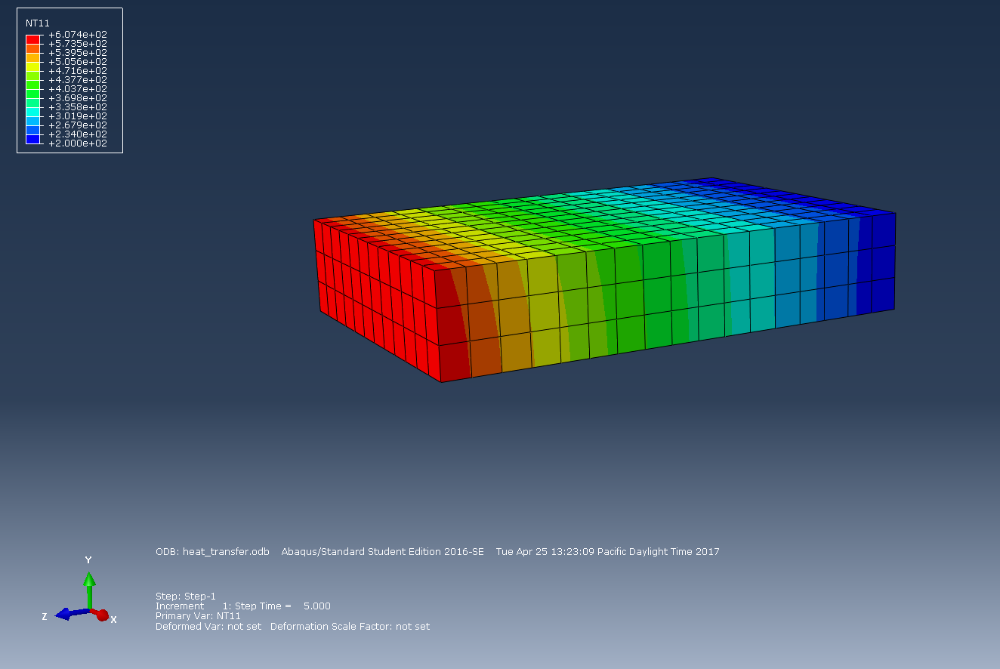 NT11
+6.074e+02
+5.735e+02
+5.395e+02
+5.056e+02
+4.716e+02
+4.377e+02
+4.037e+02
+3.698e+02
+3.358e+02
+3.019e+02
+2.679e+02
+2.340e+02
+2.000e+02
Y
Z
X
ODB: heat_transfer.odb    Abaqus/Standard Student Edition 2016-SE    Tue Apr 25 13:23:09 Pacific Daylight Time 2017
Step: Step-1
Increment      1: Step Time =    5.000
Primary Var: NT11
Deformed Var: not set   Deformation Scale Factor: not set